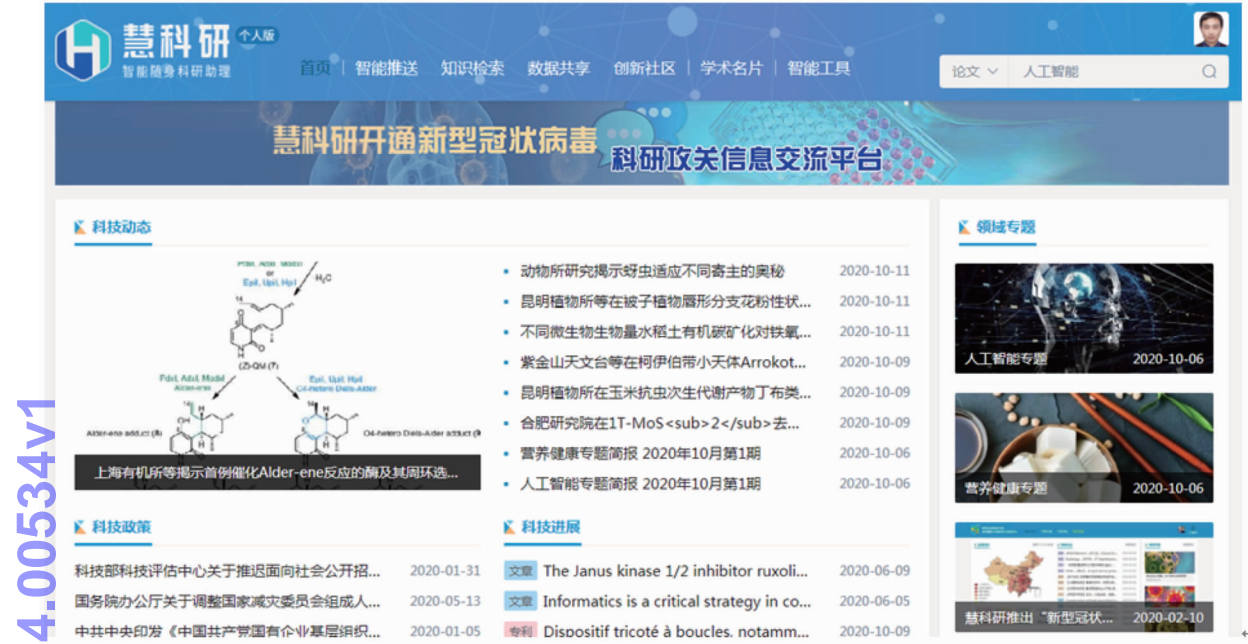 慧科研 个人版
智能随身科研助理
首页 | 智能推送 知识检索 数据共享 创新社区 | 学术名片 | 智能工具
论文 人工智能
慧科研开通新型冠状病毒
科研攻关信息交流平台
科技动态
H₂C
14
(Z)-QM (7)
OH
上海有机所等揭示首例催化Alder-ene反应的酶及其周环选...
动物所研究揭示蚜虫适应不同寄主的奥秘 2020-10-11
昆明植物所等在被子植物唇形分支花粉性状... 2020-10-11
不同微生物生物量水稻土有机碳矿化对铁氧... 2020-10-11
紫金山天文台等在柯伊伯带小天体Arrokot... 2020-10-09
昆明植物所在玉米抗虫次生代谢产物丁布类... 2020-10-09
合肥研究院在1T-MoS<sub>2</sub>去... 2020-10-09
营养健康专题简报 2020年10月第1期 2020-10-06
人工智能专题简报 2020年10月第1期 2020-10-06
科技政策
科技部科技评估中心关于推迟面向社会公开招... 2020-01-31
国务院办公厅关于调整国家减灾委员会组成人... 2020-05-13
中共中央印发《中国共产党国有企业基层组织... 2020-01-05
科技进展
文章 The Janus kinase 1/2 inhibitor ruxoli... 2020-06-09
文章 Informatics is a critical strategy in co... 2020-06-05
专利 Dispositif tricoté à boucles, notamm... 2020-10-09
领域专题
人工智能专题 2020-10-06
营养健康专题 2020-10-06
慧科研推出“新型冠状... 2020-02-10
4.00534v1